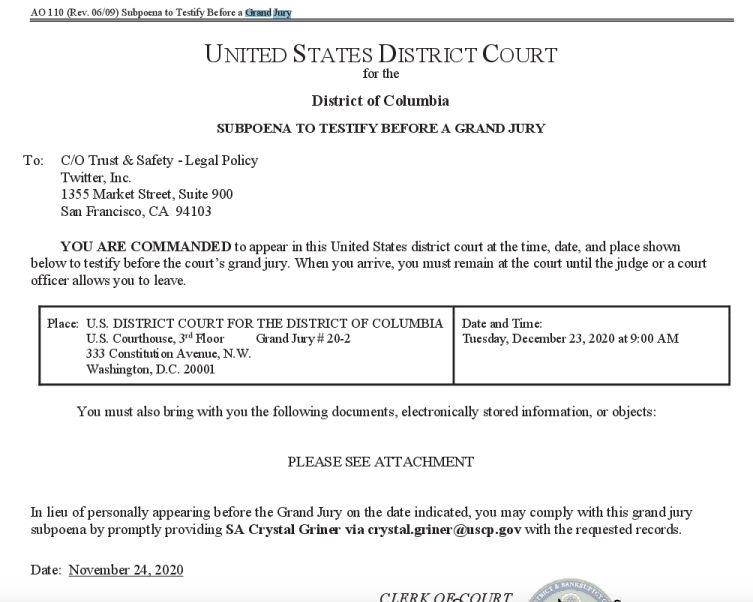 AO 110 (Rev. 06/09) Subpoena to Testify Before a Grand Jury
UNITED STATES DISTRICT COURT
for the
District of Columbia
SUBPOENA TO TESTIFY BEFORE A GRAND JURY
To: C/O Trust & Safety - Legal Policy
Twitter, Inc.
1355 Market Street, Suite 900
San Francisco, CA 94103
YOU ARE COMMANDED to appear in this United States district court at the time, date, and place shown
below to testify before the court's grand jury. When you arrive, you must remain at the court until the judge or a court
officer allows you to leave.
Place: U.S. DISTRICT COURT FOR THE DISTRICT OF COLUMBIA
U.S. Courthouse, 3rd Floor Grand Jury # 20-2
333 Constitution Avenue, N.W.
Washington, D.C. 20001
Date and Time:
Tuesday, December 23, 2020 at 9:00 AM
You must also bring with you the following documents, electronically stored information, or objects:
PLEASE SEE ATTACHMENT
In lieu of personally appearing before the Grand Jury on the date indicated, you may comply with this grand jury
subpoena by promptly providing SA Crystal Griner via crystal.griner@uscp.gov with the requested records.
Date: November 24, 2020
CLERK OF COURT